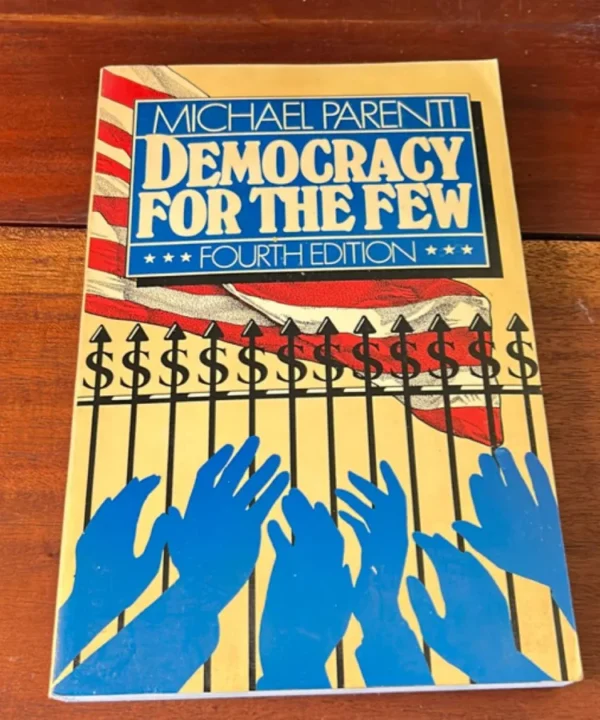 MICHAEL PARENTI
DEMOCRACY
FOR THE FEW
★★★ FOURTH EDITION ★★★
$ $ $ $ $ $ $ $ $ $ $ $